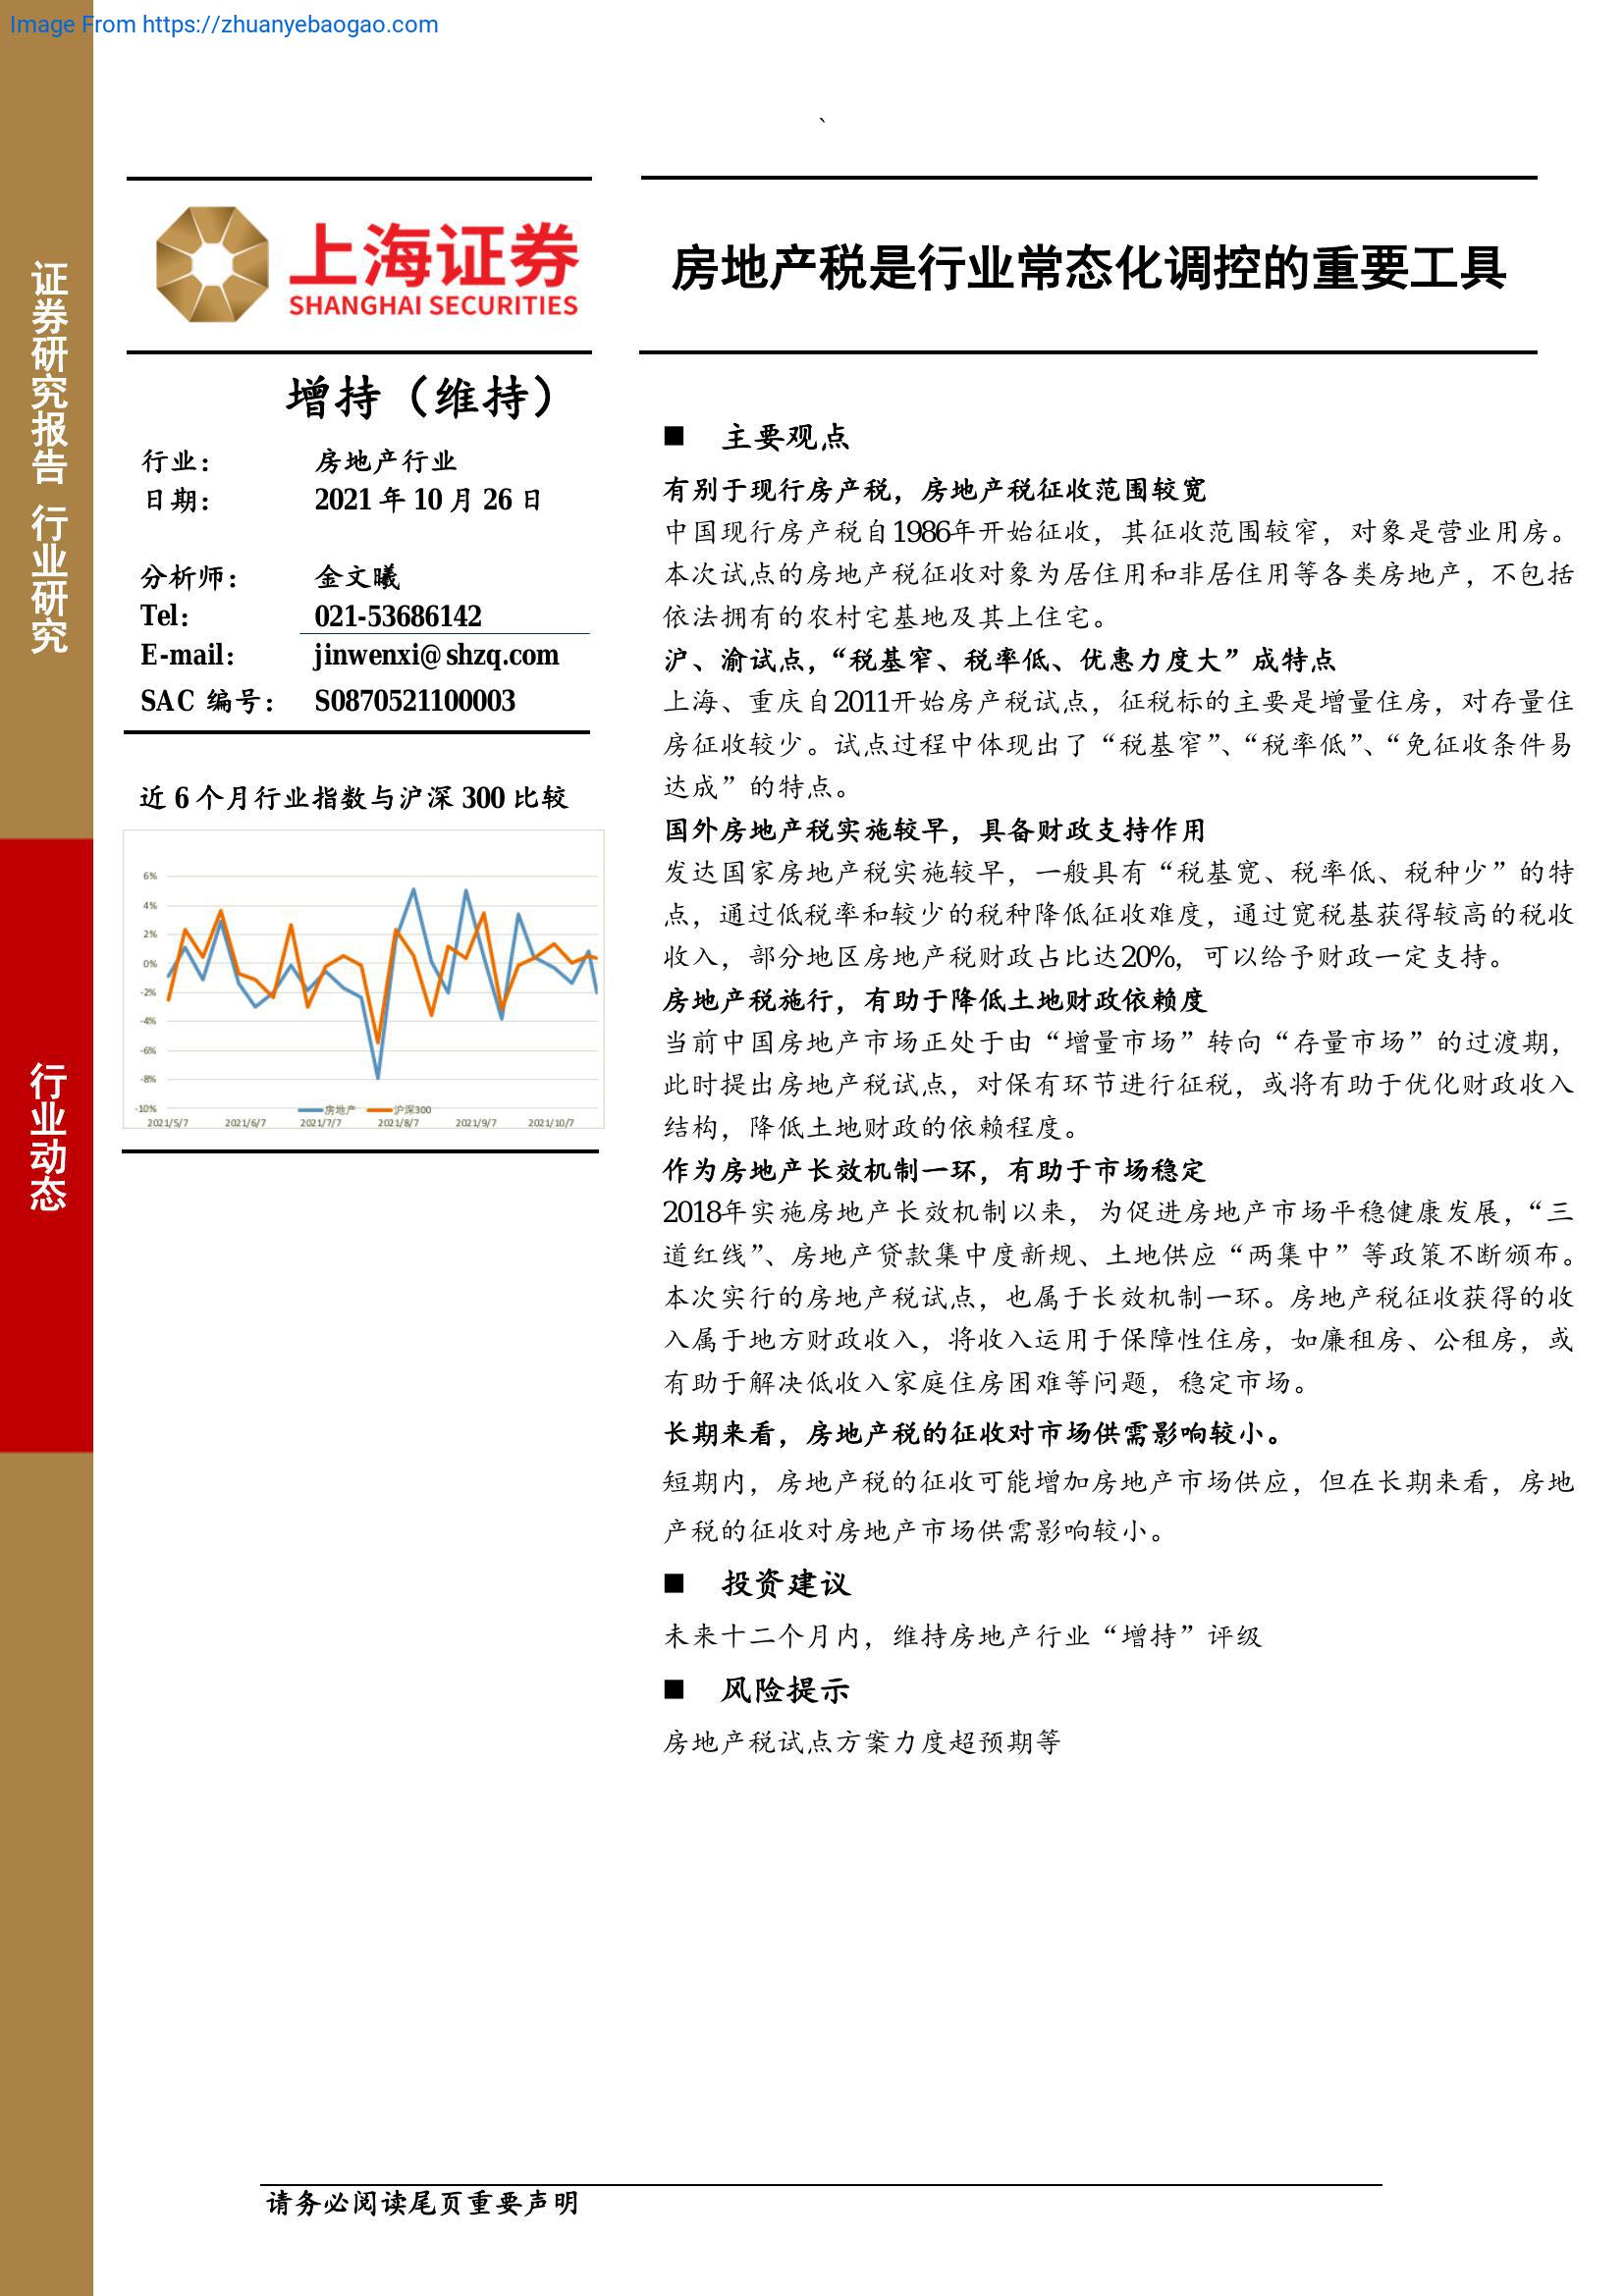 Image From https://zhuanyebaogao.com
、
证券研究报告 行业研究
行业动态
上海证券
SHANGHAI SECURITIES
房地产税是行业常态化调控的重要工具
增持（维持）
行业： 房地产行业
日期： 2021 年 10 月 26 日
分析师： 金文曦
Tel： 021-53686142
E-mail： jinwenxi@shzq.com
SAC 编号： S0870521100003
近 6 个月行业指数与沪深 300 比较
6%
4%
2%
0%
-2%
-4%
-6%
-8%
-10%
房地产 沪深300
2021/5/7 2021/6/7 2021/7/7 2021/8/7 2021/9/7 2021/10/7
■ 主要观点
有别于现行房产税，房地产税征收范围较宽
中国现行房产税自1986年开始征收，其征收范围较窄，对象是营业用房。
本次试点的房地产税征收对象为居住用和非居住用等各类房地产，不包括
依法拥有的农村宅基地及其上住宅。
沪、渝试点，“税基窄、税率低、优惠力度大”成特点
上海、重庆自2011开始房产税试点，征税标的主要是增量住房，对存量住
房征收较少。试点过程中体现出了“税基窄”、“税率低”、“免征收条件易
达成”的特点。
国外房地产税实施较早，具备财政支持作用
发达国家房地产税实施较早，一般具有“税基宽、税率低、税种少”的特
点，通过低税率和较少的税种降低征收难度，通过宽税基获得较高的税收
收入，部分地区房地产税财政占比达20%，可以给予财政一定支持。
房地产税施行，有助于降低土地财政依赖度
当前中国房地产市场正处于由“增量市场”转向“存量市场”的过渡期，
此时提出房地产税试点，对保有环节进行征税，或将有助于优化财政收入
结构，降低土地财政的依赖程度。
作为房地产长效机制一环，有助于市场稳定
2018年实施房地产长效机制以来，为促进房地产市场平稳健康发展，“三
道红线”、房地产贷款集中度新规、土地供应“两集中”等政策不断颁布。
本次实行的房地产税试点，也属于长效机制一环。房地产税征收获得的收
入属于地方财政收入，将收入运用于保障性住房，如廉租房、公租房，或
有助于解决低收入家庭住房困难等问题，稳定市场。
长期来看，房地产税的征收对市场供需影响较小。
短期内，房地产税的征收可能增加房地产市场供应，但在长期来看，房地
产税的征收对房地产市场供需影响较小。
■ 投资建议
未来十二个月内，维持房地产行业“增持”评级
■ 风险提示
房地产税试点方案力度超预期等
请务必阅读尾页重要声明